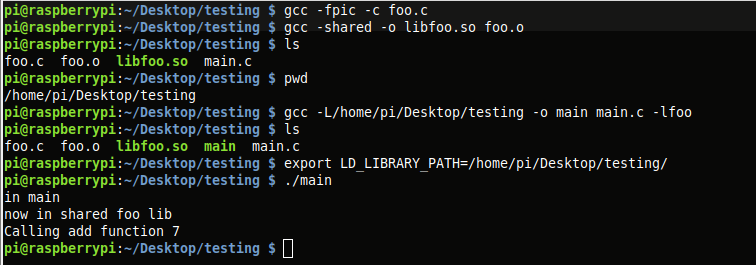 pi@raspberrypi:~/Desktop/testing $ gcc -fpic -c foo.c
pi@raspberrypi:~/Desktop/testing $ gcc -shared -o libfoo.so foo.o
pi@raspberrypi:~/Desktop/testing $ ls
foo.c  foo.o  libfoo.so  main.c
pi@raspberrypi:~/Desktop/testing $ pwd
/home/pi/Desktop/testing
pi@raspberrypi:~/Desktop/testing $ gcc -L/home/pi/Desktop/testing -o main main.c -lfoo
pi@raspberrypi:~/Desktop/testing $ ls
foo.c  foo.o  libfoo.so  main  main.c
pi@raspberrypi:~/Desktop/testing $ export LD_LIBRARY_PATH=/home/pi/Desktop/testing/
pi@raspberrypi:~/Desktop/testing $ ./main
in main
now in shared foo lib
Calling add function 7
pi@raspberrypi:~/Desktop/testing $